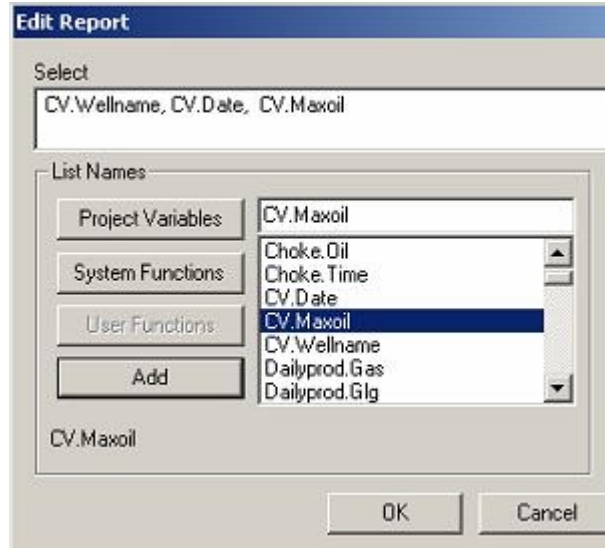 Edit Report
Select
CV.Wellname, CV.Date,  CV.Maxoil
List Names
Project Variables
CV.Maxoil
System Functions
User Functions
Add
Choke.Oil
Choke.Time
CV.Date
CV.Maxoil
CV.Wellname
Dailyprod.Gas
Dailyprod.Glg
CV.Maxoil
OK
Cancel